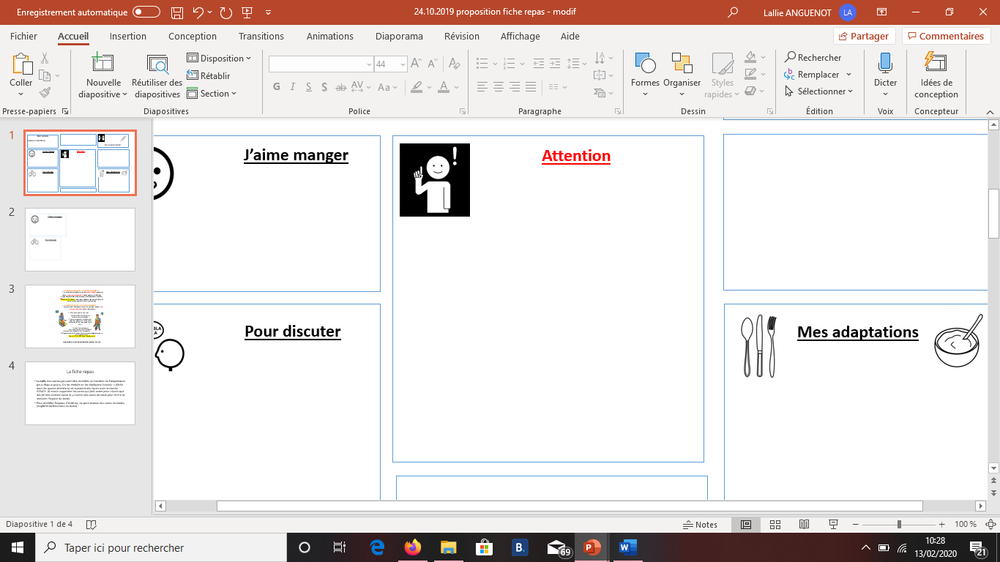 Enregistrement automatique
24.10.2019 proposition fiche repas - modif
Lallie ANGUENOT
LA
Fichier Accueil Insertion Conception Transitions Animations Diaporama Révision Affichage Aide
Partager Commentaires
Coller
Presse-papiers
Nouvelle diapositive
Réutiliser des diapositives
Disposition
Rétablir
Section
Diapositives
44
G I S S ab AV Aa A
Police
Paragraphe
Formes
Organiser
Styles rapides
Dessin
Rechercher
Remplacer
Sélectionner
Édition
Dicter
Voix
Idées de conception
Concepteur
1
2
3
4
La fiche repas
J'aime manger
Attention
!
Pour discuter
Mes adaptations
Diapositive 1 de 4
Notes
100 %
Taper ici pour rechercher
B.
69
10:28
13/02/2020
21